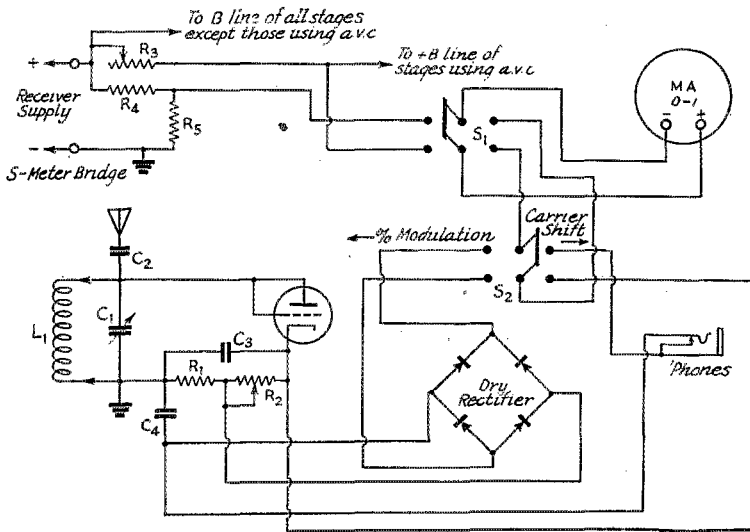 To B line of all stages
except those using a.v.c
R3
To +B line of
stages using a.v.c
+
Receiver
Supply
R4
R5
-
S-Meter Bridge
MA
0-1
- +
S1
% Modulation
Carrier
Shift
S2
C2
L1
C1
C3
R1
R2
C4
Dry
Rectifier
'Phones